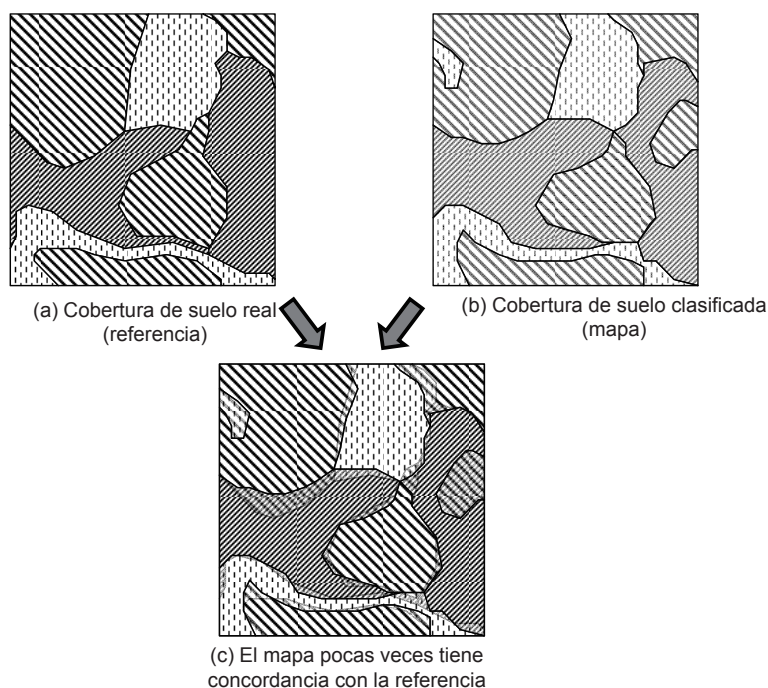 (a) Cobertura de suelo real
(referencia)
(b) Cobertura de suelo clasificada
(mapa)
(c) El mapa pocas veces tiene
concordancia con la referencia